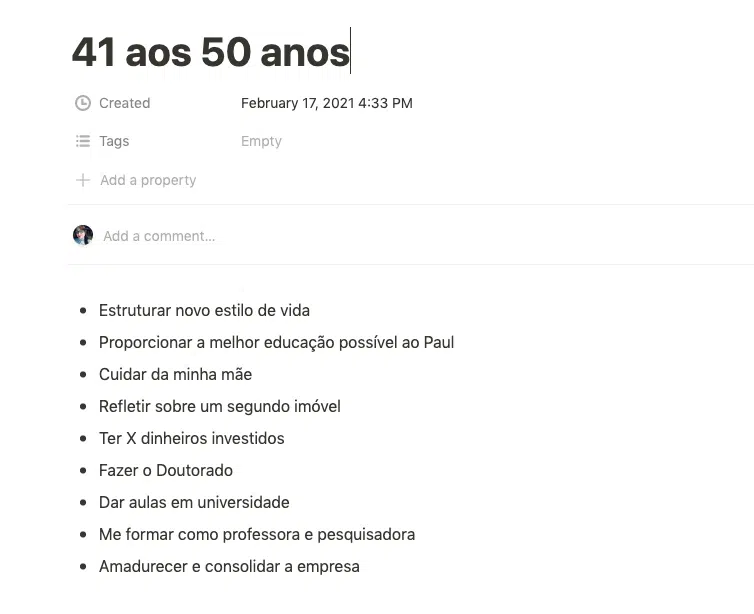 41 aos 50 anos
Created February 17, 2021 4:33 PM
Tags Empty
Add a property
Add a comment...
Estruturar novo estilo de vida
Proporcionar a melhor educação possível ao Paul
Cuidar da minha mãe
Refletir sobre um segundo imóvel
Ter X dinheiros investidos
Fazer o Doutorado
Dar aulas em universidade
Me formar como professora e pesquisadora
Amadurecer e consolidar a empresa